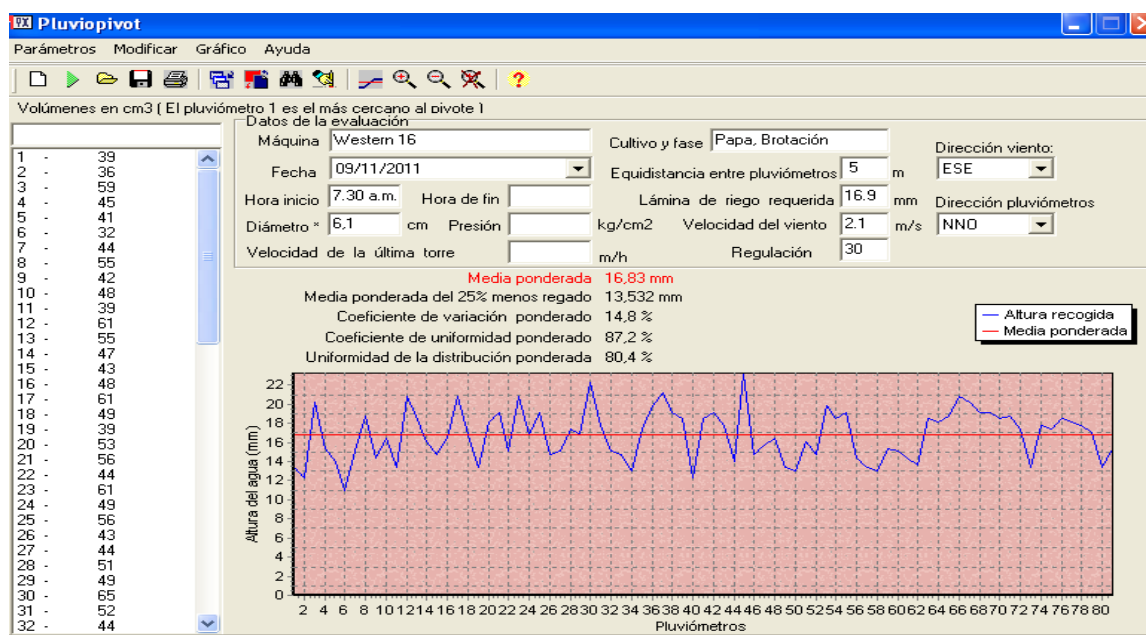 Pluviopivot
Parámetros Modificar Gráfico Ayuda
Volúmenes en cm3 ( El pluviómetro 1 es el más cercano al pivote )
Datos de la evaluación
Máquina Western 16 Cultivo y fase Papa, Brotación Dirección viento:
Fecha 09/11/2011 Equidistancia entre pluviómetros 5 m ESE
Hora inicio 7.30 a.m. Hora de fin Lámina de riego requerida 16.9 mm Dirección pluviómetros
Diámetro * 6,1 cm Presión kg/cm2 Velocidad del viento 2.1 m/s NNO
Velocidad de la última torre m/h Regulación 30
1 - 39
2 - 36
3 - 59
4 - 45
5 - 41
6 - 32
7 - 44
8 - 55
9 - 42
10 - 48
11 - 39
12 - 61
13 - 55
14 - 47
15 - 43
16 - 48
17 - 61
18 - 49
19 - 39
20 - 53
21 - 56
22 - 44
23 - 61
24 - 49
25 - 56
26 - 43
27 - 44
28 - 51
29 - 49
30 - 65
31 - 52
32 - 44
Media ponderada 16,83 mm
Media ponderada del 25% menos regado 13,532 mm
Coeficiente de variación ponderado 14,8 %
Coeficiente de uniformidad ponderado 87,2 %
Uniformidad de la distribución ponderada 80,4 %
Altura recogida
Media ponderada
Altura del agua (mm)
22
20
18
16
14
12
10
8
6
4
2
0
2 4 6 8 10 12 14 16 18 20 22 24 26 28 30 32 34 36 38 40 42 44 46 48 50 52 54 56 58 60 62 64 66 68 70 72 74 76 78 80
Pluviómetros